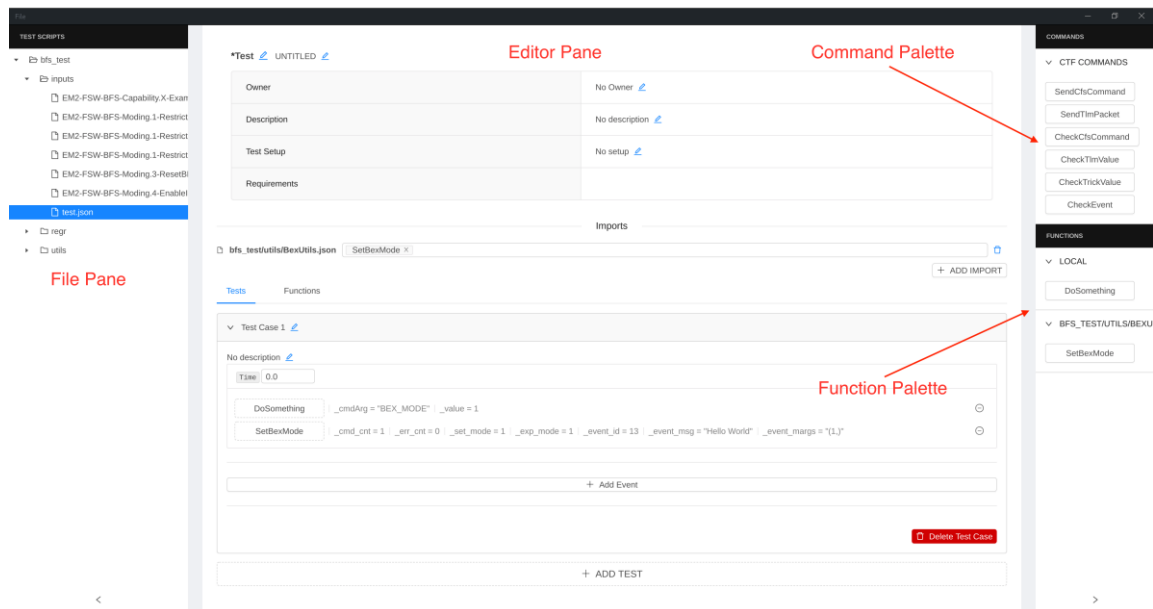 File
TEST SCRIPTS
bfs_test
inputs
EM2-FSW-BFS-Capability.X-Exam
EM2-FSW-BFS-Moding.1-Restrict
EM2-FSW-BFS-Moding.1-Restrict
EM2-FSW-BFS-Moding.1-Restrict
EM2-FSW-BFS-Moding.3-ResetBl
EM2-FSW-BFS-Moding.4-EnableI
test.json
regr
utils
File Pane
Editor Pane
*Test UNTITLED
Owner No Owner
Description No description
Test Setup No setup
Requirements
Imports
bfs_test/utils/BexUtils.json SetBexMode ×
+ ADD IMPORT
Tests Functions
Test Case 1
No description
Time 0.0
DoSomething _cmdArg = "BEX_MODE" _value = 1
SetBexMode _cmd_cnt = 1 _err_cnt = 0 _set_mode = 1 _exp_mode = 1 _event_id = 13 _event_msg = "Hello World" _event_margs = "(1,)"
+ Add Event
Delete Test Case
+ ADD TEST
Command Palette
Function Palette
COMMANDS
CTF COMMANDS
SendCfsCommand
SendTlmPacket
CheckCfsCommand
CheckTlmValue
CheckTrickValue
CheckEvent
FUNCTIONS
LOCAL
DoSomething
BFS_TEST/UTILS/BEXU
SetBexMode